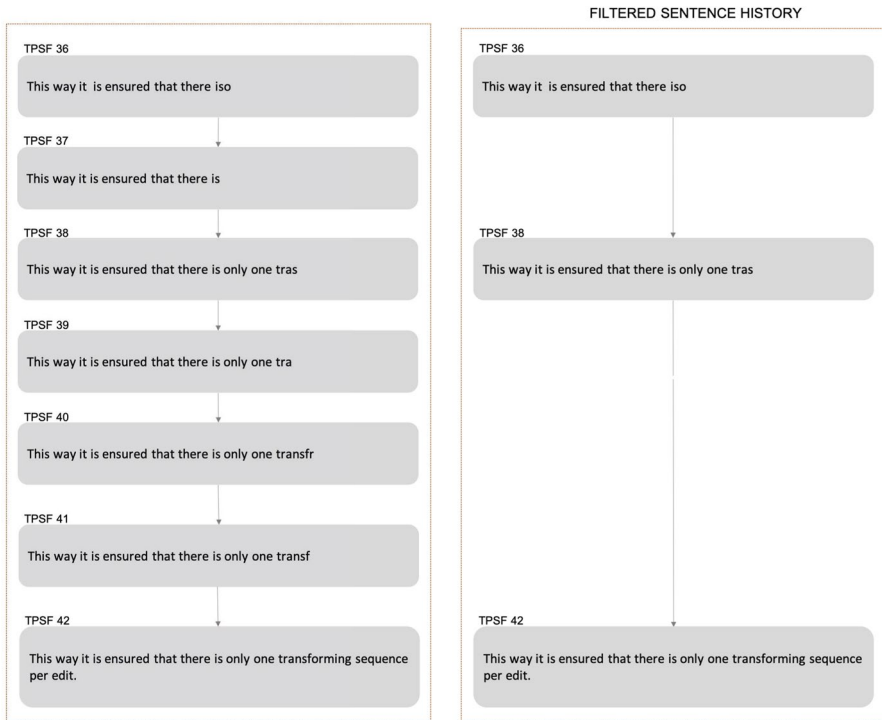 FILTERED SENTENCE HISTORY
TPSF 36
This way it  is ensured that there iso
TPSF 37
This way it is ensured that there is
TPSF 38
This way it is ensured that there is only one tras
TPSF 39
This way it is ensured that there is only one tra
TPSF 40
This way it is ensured that there is only one transfr
TPSF 41
This way it is ensured that there is only one transf
TPSF 42
This way it is ensured that there is only one transforming sequence
per edit.
TPSF 36
This way it  is ensured that there iso
TPSF 38
This way it is ensured that there is only one tras
TPSF 42
This way it is ensured that there is only one transforming sequence
per edit.